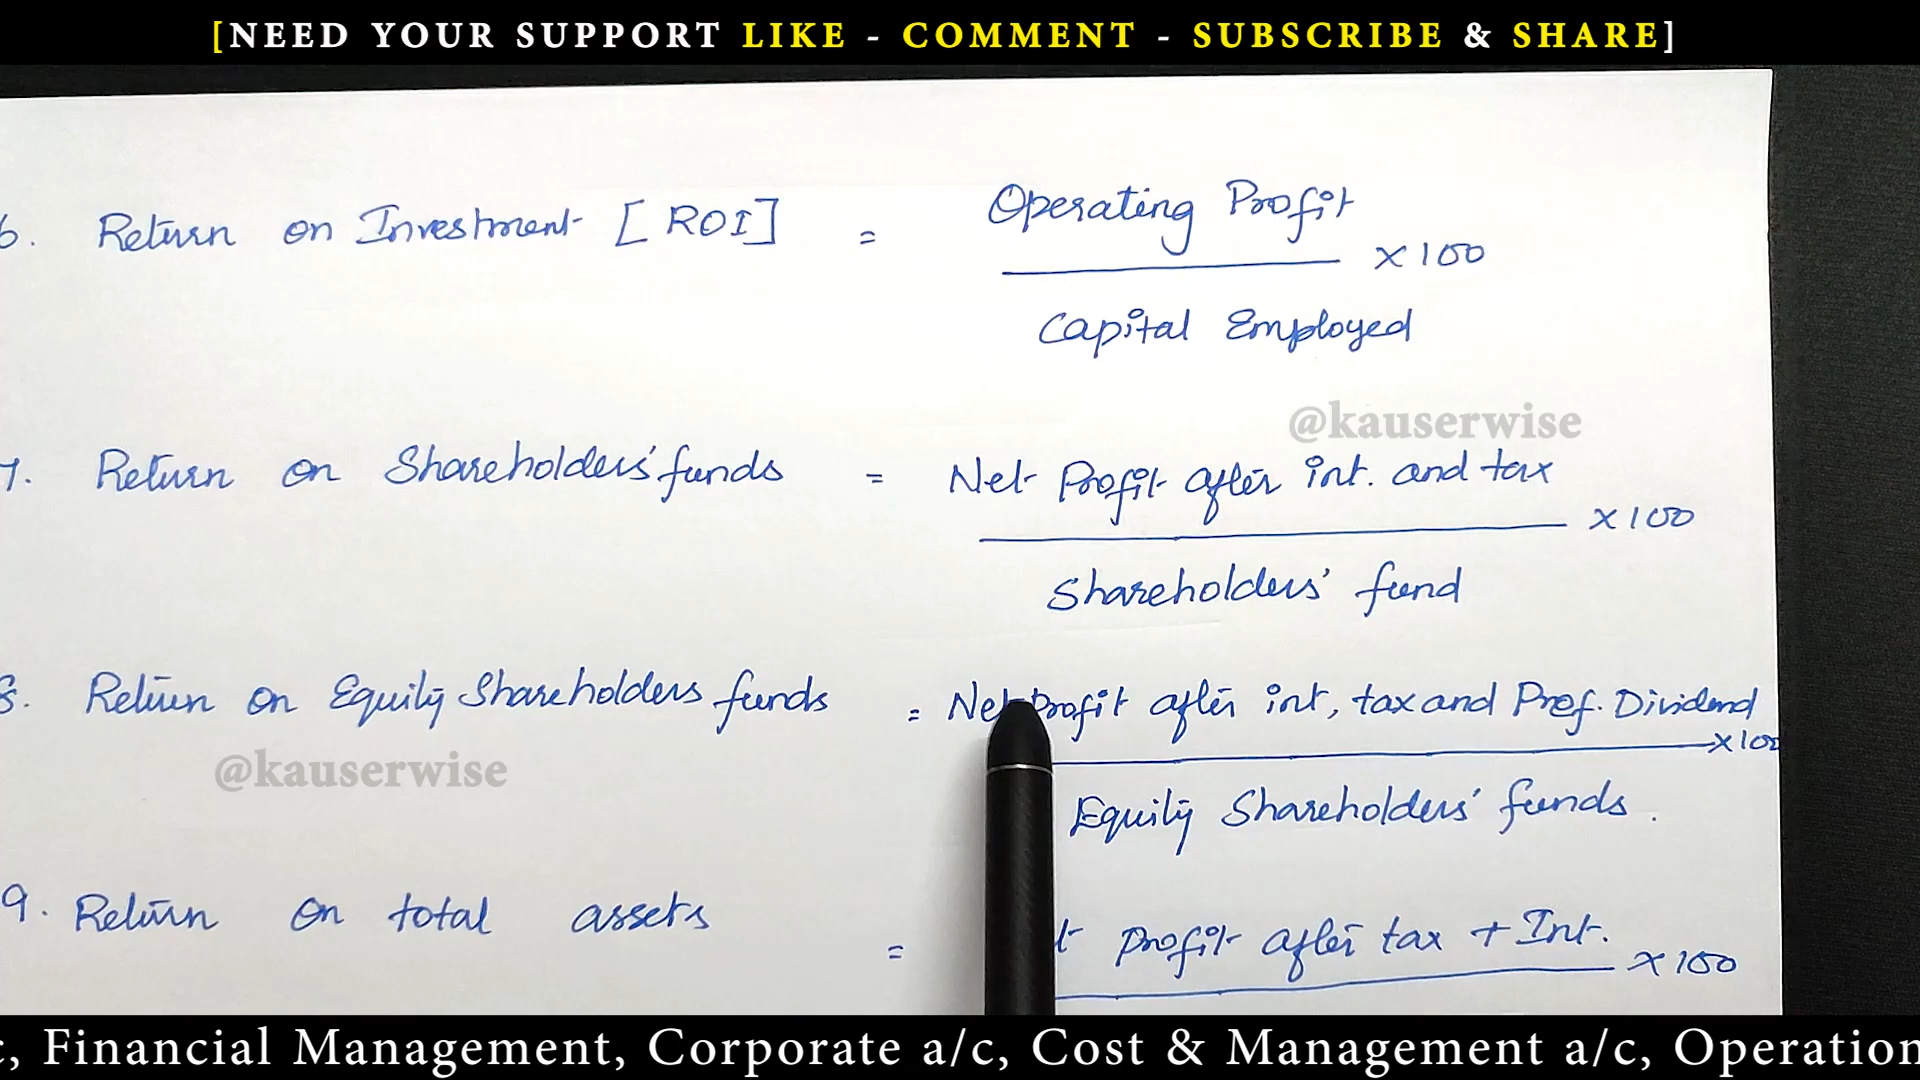 [NEED YOUR SUPPORT LIKE - COMMENT - SUBSCRIBE & SHARE]
6. Return on Investment [ROI] = Operating Profit
x 100
Capital Employed
@kauserwise
7. Return on Shareholders' funds = Net Profit after int. and tax
x 100
Shareholders' fund
8. Return on Equity Shareholders funds = Net Profit after int, tax and Pref. Dividend
x 100
@kauserwise
Equity Shareholders' funds.
9. Return on total assets = Profit after tax + Int.
x 100
, Financial Management, Corporate a/c, Cost & Management a/c, Operation